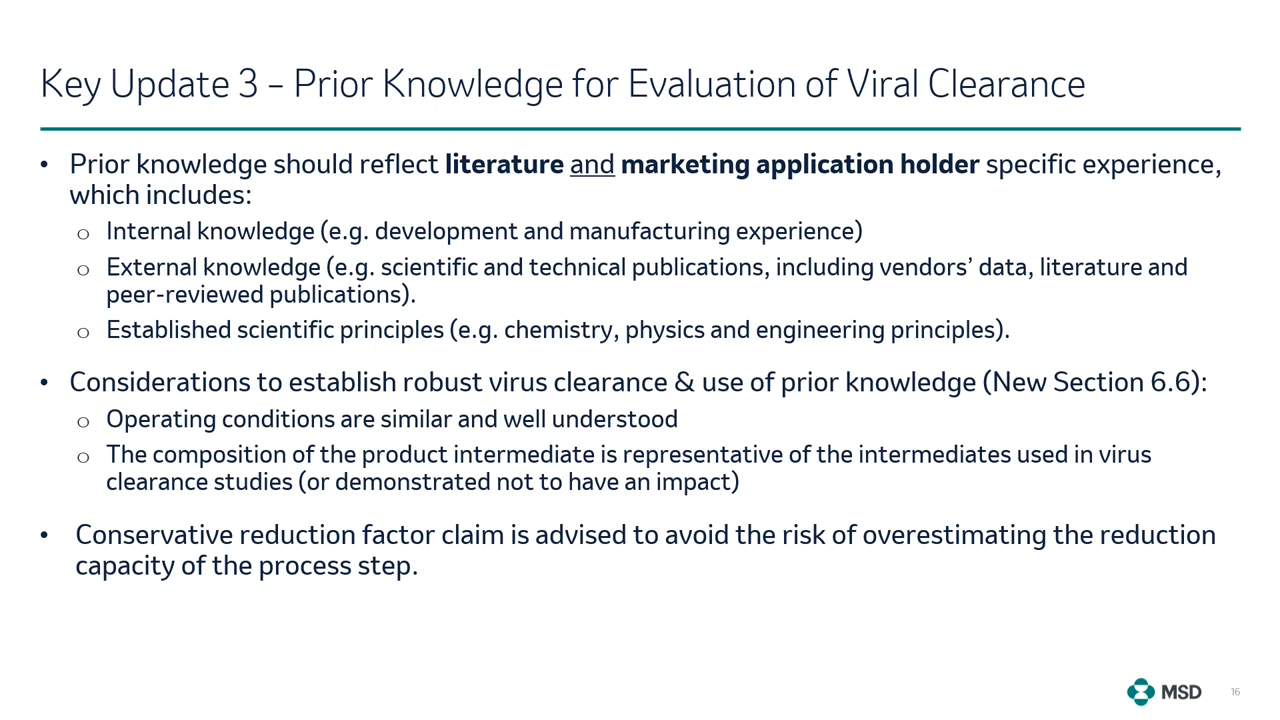 Key Update 3 – Prior Knowledge for Evaluation of Viral Clearance
• Prior knowledge should reflect literature and marketing application holder specific experience,
which includes:
o Internal knowledge (e.g. development and manufacturing experience)
o External knowledge (e.g. scientific and technical publications, including vendors’ data, literature and
peer-reviewed publications).
o Established scientific principles (e.g. chemistry, physics and engineering principles).
• Considerations to establish robust virus clearance & use of prior knowledge (New Section 6.6):
o Operating conditions are similar and well understood
o The composition of the product intermediate is representative of the intermediates used in virus
clearance studies (or demonstrated not to have an impact)
• Conservative reduction factor claim is advised to avoid the risk of overestimating the reduction
capacity of the process step.
MSD
16